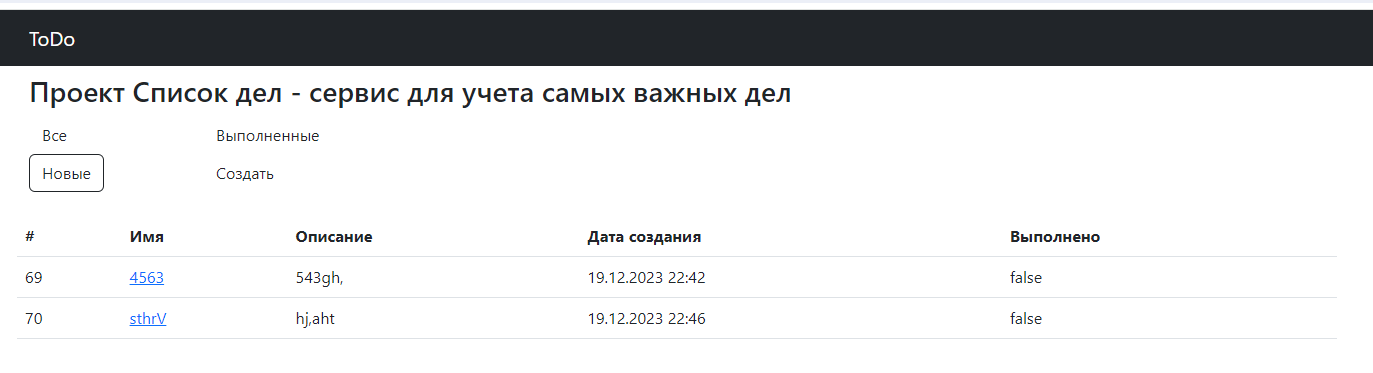 ToDo
Проект Список дел - сервис для учета самых важных дел
Все Выполненные
Новые Создать
# Имя Описание Дата создания Выполнено
69 4563 543gh, 19.12.2023 22:42 false
70 sthrV hj,aht 19.12.2023 22:46 false